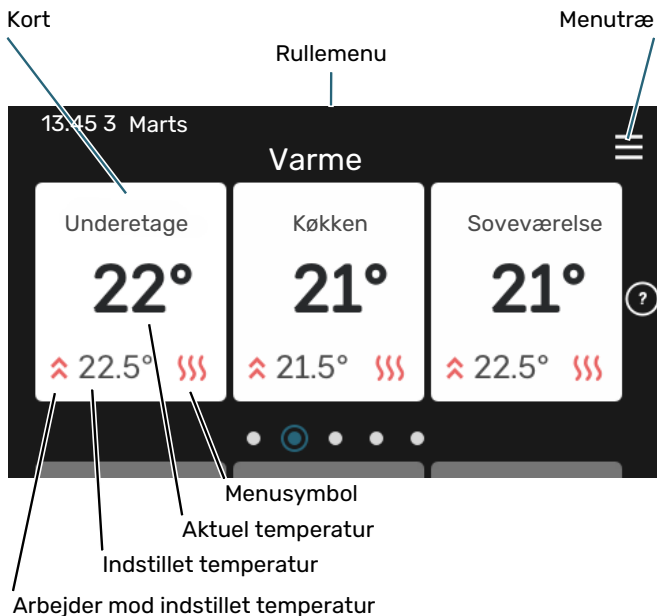 Kort
Menutræ
Rullemenu
13.45 3 Marts
Varme
Underetage
Køkken
Soveværelse
22°
21°
21°
?
22.5°
21.5°
22.5°
Menusymbol
Aktuel temperatur
Indstillet temperatur
Arbejder mod indstillet temperatur